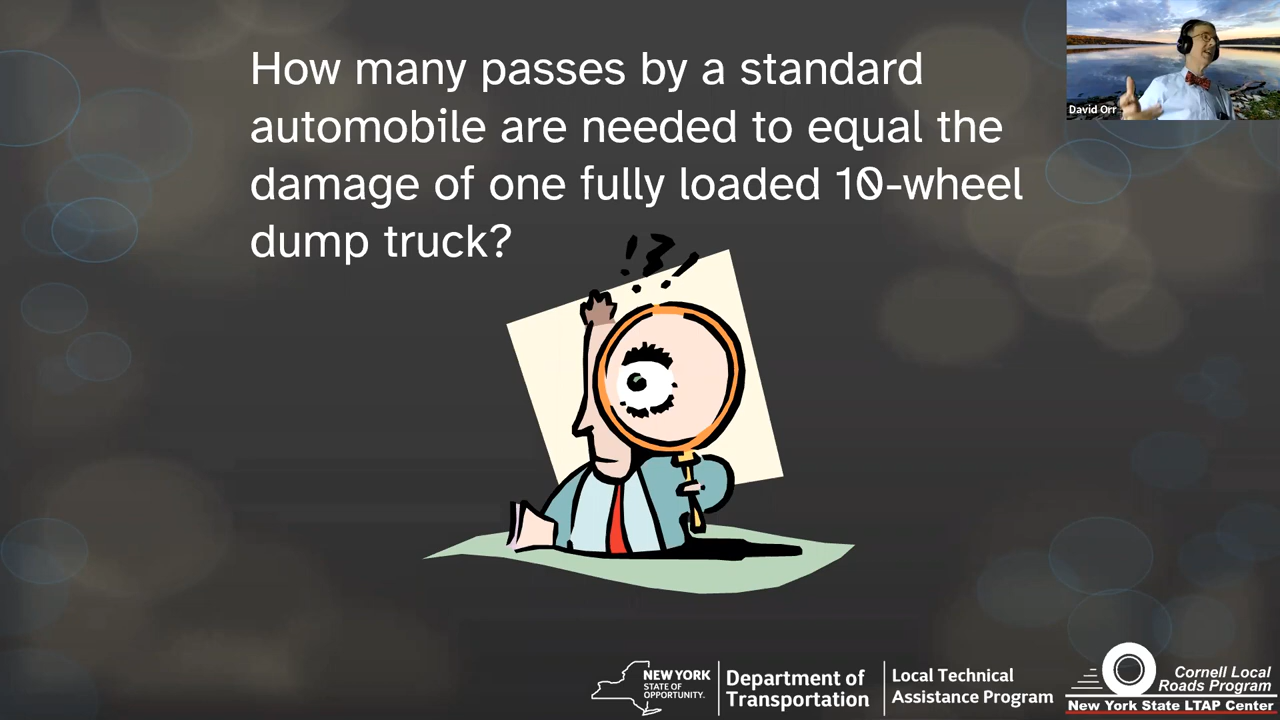 How many passes by a standard
automobile are needed to equal the
damage of one fully loaded 10-wheel
dump truck?
!?!
David Orr
NEW YORK
STATE OF
OPPORTUNITY.
Department of
Transportation
Local Technical
Assistance Program
Cornell Local
Roads Program
New York State LTAP Center